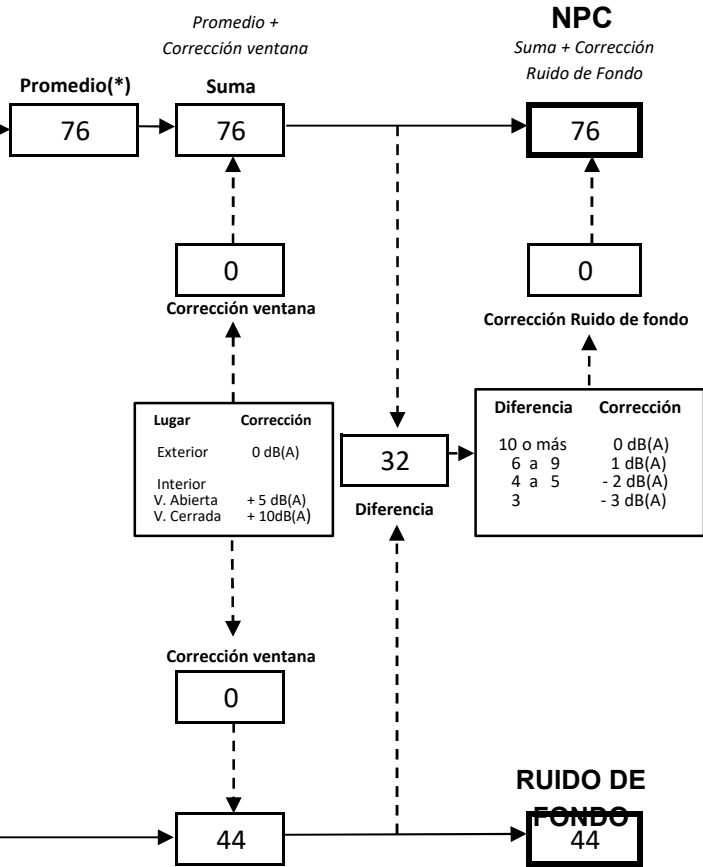 Promedio +
Corrección ventana
NPC
Suma + Corrección
Ruido de Fondo
Promedio(*)
Suma
76
76
76
0
0
Corrección ventana
Corrección Ruido de fondo
Lugar Corrección
Exterior 0 dB(A)
Interior
V. Abierta + 5 dB(A)
V. Cerrada + 10dB(A)
32
Diferencia
Diferencia Corrección
10 o más 0 dB(A)
6 a 9 1 dB(A)
4 a 5 - 2 dB(A)
3 - 3 dB(A)
Corrección ventana
0
RUIDO DE
FONDO
44
44